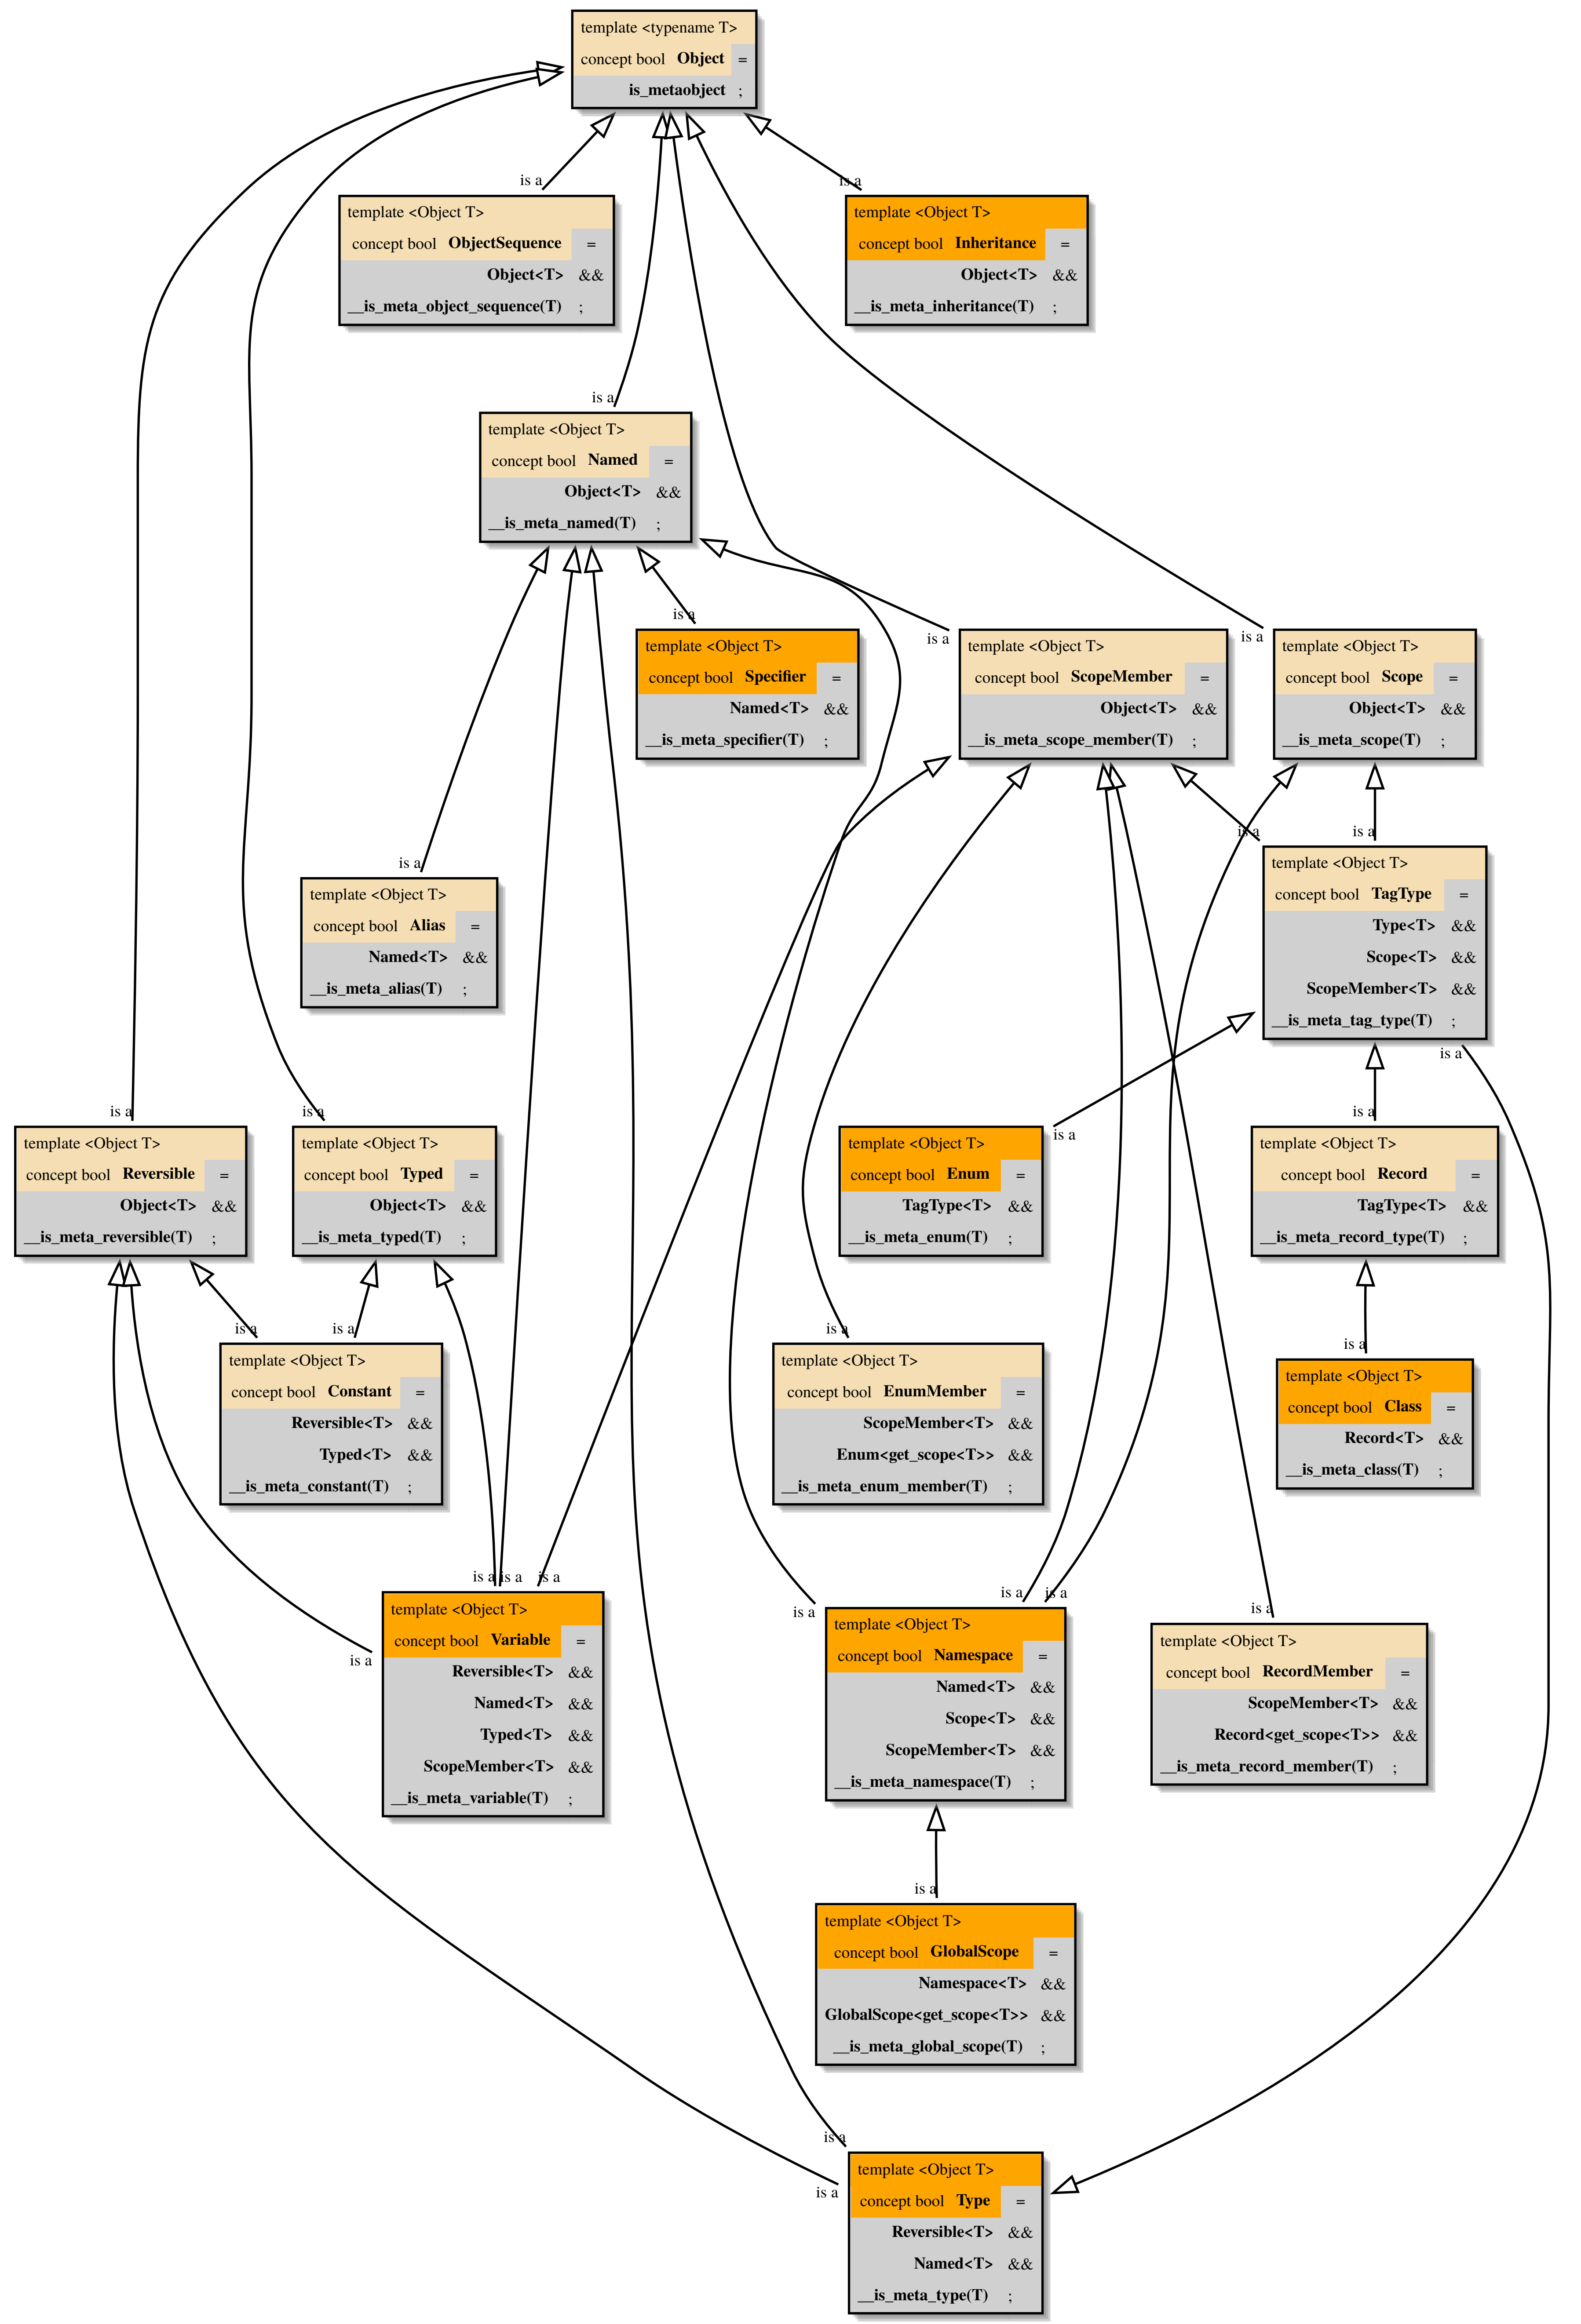 template <typename T>
concept bool Object =
is_metaobject ;
is a
is a
template <Object T>
concept bool ObjectSequence =
Object<T> &&
__is_meta_object_sequence(T) ;
template <Object T>
concept bool Inheritance =
Object<T> &&
__is_meta_inheritance(T) ;
is a
template <Object T>
concept bool Named =
Object<T> &&
__is_meta_named(T) ;
is a
is a
is a
template <Object T>
concept bool Specifier =
Named<T> &&
__is_meta_specifier(T) ;
template <Object T>
concept bool ScopeMember =
Object<T> &&
__is_meta_scope_member(T) ;
template <Object T>
concept bool Scope =
Object<T> &&
__is_meta_scope(T) ;
is a
is a
is a
template <Object T>
concept bool Alias =
Named<T> &&
__is_meta_alias(T) ;
template <Object T>
concept bool TagType =
Type<T> &&
Scope<T> &&
ScopeMember<T> &&
__is_meta_tag_type(T) ;
is a
is a
is a
is a
is a
template <Object T>
concept bool Reversible =
Object<T> &&
__is_meta_reversible(T) ;
template <Object T>
concept bool Typed =
Object<T> &&
__is_meta_typed(T) ;
template <Object T>
concept bool Enum =
TagType<T> &&
__is_meta_enum(T) ;
template <Object T>
concept bool Record =
TagType<T> &&
__is_meta_record_type(T) ;
is a
is a
is a
is a
template <Object T>
concept bool Constant =
Reversible<T> &&
Typed<T> &&
__is_meta_constant(T) ;
template <Object T>
concept bool EnumMember =
ScopeMember<T> &&
Enum<get_scope<T>> &&
__is_meta_enum_member(T) ;
template <Object T>
concept bool Class =
Record<T> &&
__is_meta_class(T) ;
is a
is a
is a
is a
is a
is a
is a
is a
template <Object T>
concept bool Variable =
Reversible<T> &&
Named<T> &&
Typed<T> &&
ScopeMember<T> &&
__is_meta_variable(T) ;
template <Object T>
concept bool Namespace =
Named<T> &&
Scope<T> &&
ScopeMember<T> &&
__is_meta_namespace(T) ;
template <Object T>
concept bool RecordMember =
ScopeMember<T> &&
Record<get_scope<T>> &&
__is_meta_record_member(T) ;
is a
template <Object T>
concept bool GlobalScope =
Namespace<T> &&
GlobalScope<get_scope<T>> &&
__is_meta_global_scope(T) ;
is a
is a
template <Object T>
concept bool Type =
Reversible<T> &&
Named<T> &&
__is_meta_type(T) ;